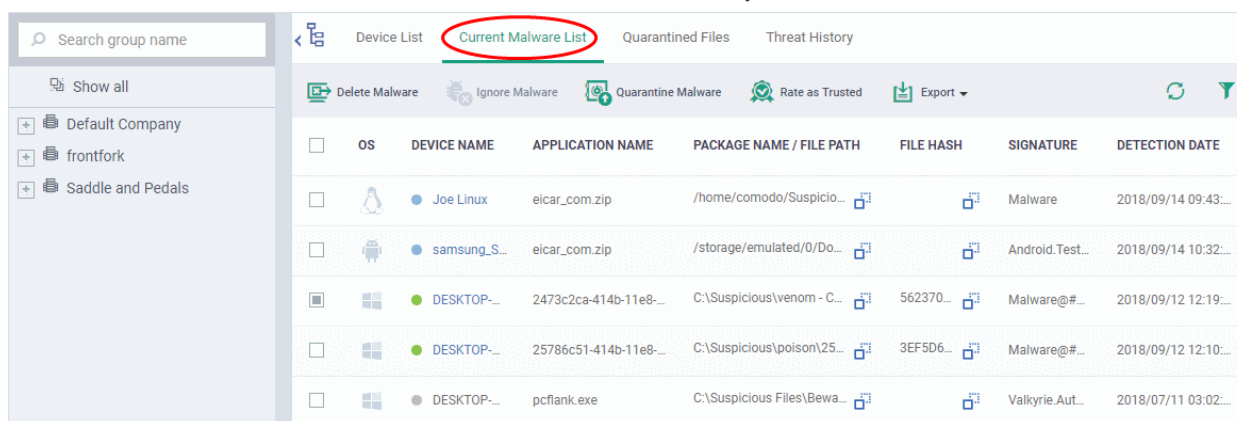 Search group name
Show all
Default Company
frontfork
Saddle and Pedals
Device List Current Malware List Quarantined Files Threat History
Delete Malware Ignore Malware Quarantine Malware Rate as Trusted Export
OS DEVICE NAME APPLICATION NAME PACKAGE NAME / FILE PATH FILE HASH SIGNATURE DETECTION DATE
Joe Linux eicar_com.zip /home/comodo/Suspicio... Malware 2018/09/14 09:43:...
samsung_S... eicar_com.zip /storage/emulated/0/Do... Android.Test... 2018/09/14 10:32:...
DESKTOP-... 2473c2ca-414b-11e8-... C:\Suspicious\venom - C... 562370... Malware@#... 2018/09/12 12:19:...
DESKTOP-... 25786c51-414b-11e8-... C:\Suspicious\poison\25... 3EF5D6... Malware@#... 2018/09/12 12:10:...
DESKTOP-... pcflank.exe C:\Suspicious Files\Bewa... Valkyrie.Aut... 2018/07/11 03:02:...